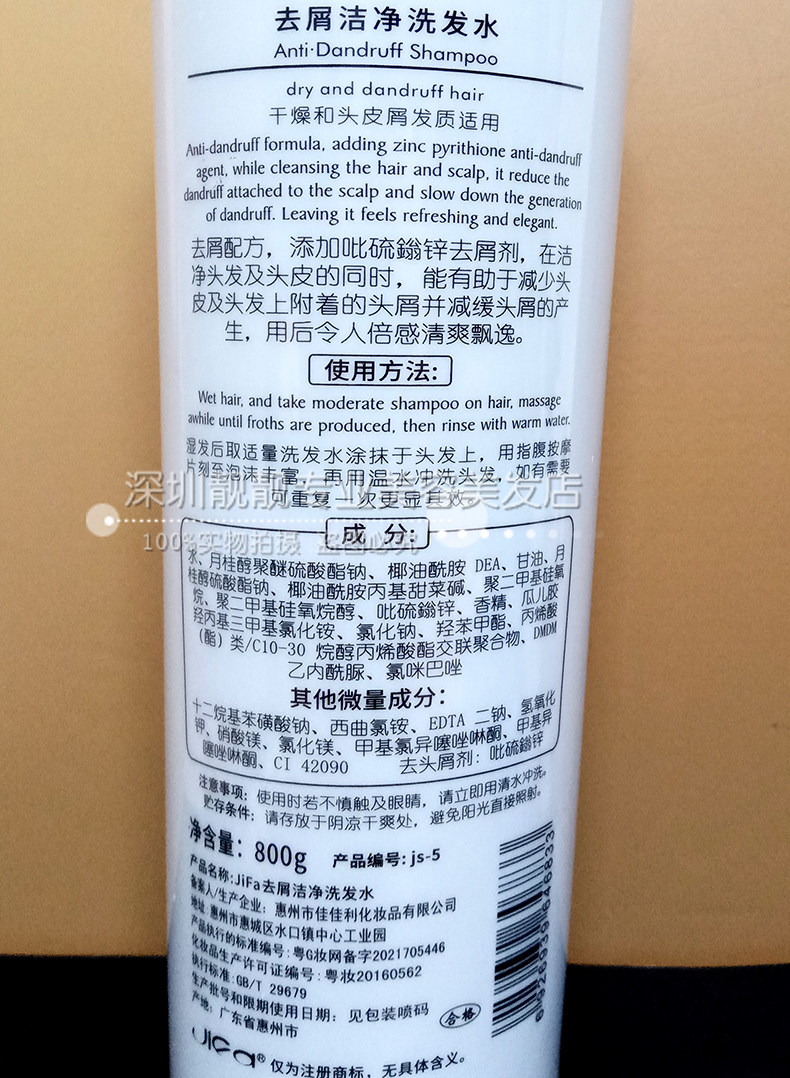 去屑洁净洗发水
Anti·Dandruff Shampoo
dry and dandruff hair
干燥和头皮屑发质适用
Anti-dandruff formula, adding zinc pyrithione anti-dandruff
agent, while cleansing the hair and scalp, it reduce the
dandruff attached to the scalp and slow down the generation
of dandruff. Leaving it feels refreshing and elegant.
去屑配方，添加吡硫鎓锌去屑剂，在洁
净头发及头皮的同时，能有助于减少头
皮及头发上附着的头屑并减缓头屑的产
生，用后令人倍感清爽飘逸。
使用方法:
Wet hair, and take moderate shampoo on hair, massage
awhile until froths are produced, then rinse with warm water.
湿发后取适量洗发水涂抹于头发上，用指腹按摩
片刻至泡沫丰富，再用温水冲洗头发，如有需要
可重复一次更显奇效
深圳靓靓专业美容美发店
100%实物拍摄 盗图必究
成 分:
水、月桂醇聚醚硫酸酯钠、椰油酰胺 DEA、甘油、月
桂醇硫酸酯钠、椰油酰胺丙基甜菜碱、聚二甲基硅氧
烷、聚二甲基硅氧烷醇、吡硫鎓锌、香精、瓜儿胶
羟丙基三甲基氯化铵、氯化钠、羟苯甲酯、丙烯酸
(酯) 类/C10-30 烷醇丙烯酸酯交联聚合物、DMDM
乙内酰脲、氯咪巴唑
其他微量成分:
十二烷基苯磺酸钠、西曲氯铵、EDTA 二钠、氢氧化
钾、硝酸镁、氯化镁、甲基氯异噻唑啉酮、甲基异
噻唑啉酮、CI 42090 去头屑剂: 吡硫鎓锌
注意事项: 使用时若不慎触及眼睛，请立即用清水冲洗。
贮存条件: 请存放于阴凉干爽处，避免阳光直接照射。
净含量: 800g 产品编号: js-5
产品名称: JiFa去屑洁净洗发水
备案人/生产企业: 惠州市佳佳利化妆品有限公司
地址: 惠州市惠城区水口镇中心工业园
产品执行的标准编号: 粤G妆网备字2021705446
化妆品生产许可证编号: 粤妆20160562
执行标准: GB/T 29679
生产批号和限期使用日期: 见包装喷码
合格
产地: 广东省惠州市
JiFa® 仅为注册商标，无具体含义。
6926939646833